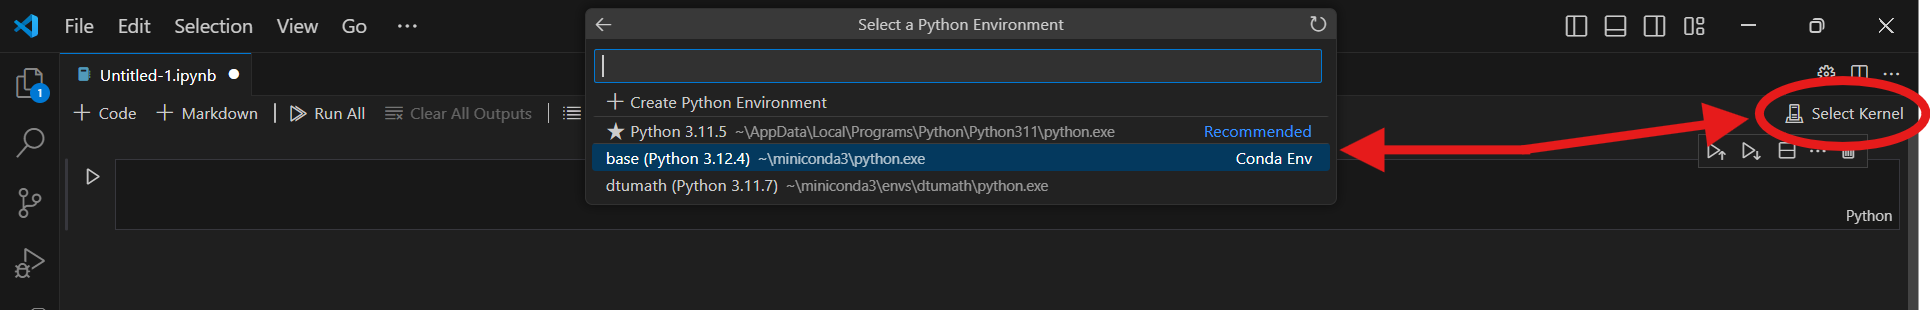 File Edit Selection View Go ···
Select a Python Environment
Untitled-1.ipynb
1
+ Create Python Environment
+ Code + Markdown Run All Clear All Outputs
Select Kernel
★ Python 3.11.5 ~\AppData\Local\Programs\Python\Python311\python.exe Recommended
base (Python 3.12.4) ~\miniconda3\python.exe Conda Env
dtumath (Python 3.11.7) ~\miniconda3\envs\dtumath\python.exe
Python